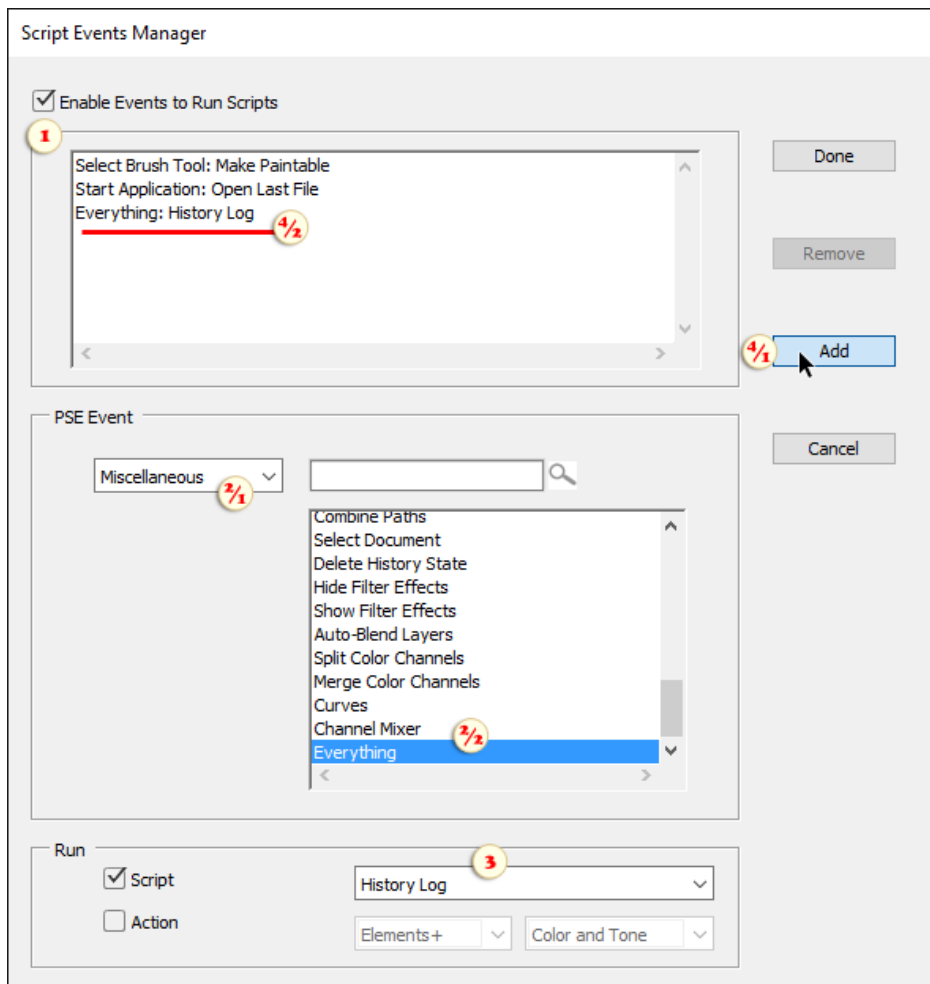 Script Events Manager
Enable Events to Run Scripts
1
Select Brush Tool: Make Paintable
Start Application: Open Last File
Everything: History Log
4/2
Done
Remove
4/1
Add
Cancel
PSE Event
Miscellaneous
2/1
Combine Paths
Select Document
Delete History State
Hide Filter Effects
Show Filter Effects
Auto-Blend Layers
Split Color Channels
Merge Color Channels
Curves
Channel Mixer
2/2
Everything
Run
3
Script
History Log
Action
Elements+
Color and Tone